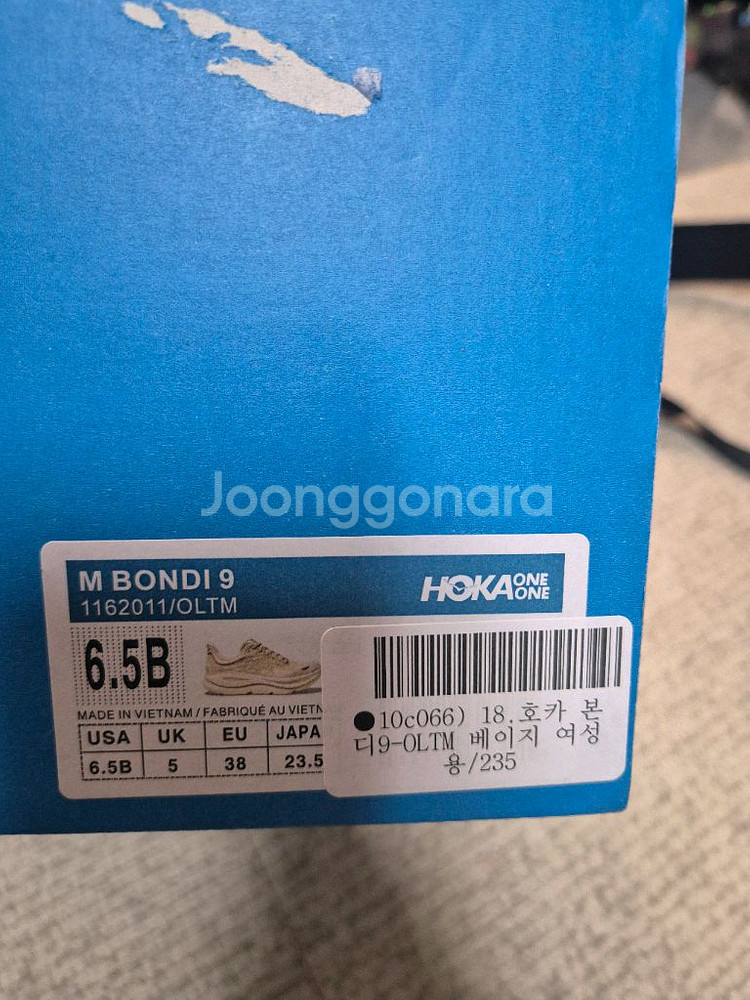 Joonggonara
M BONDI 9
1162011/OLTM
HOKA ONE ONE
6.5B
MADE IN VIETNAM / FABRIQUÉ AU VIETN
USA UK EU JAPA
6.5B 5 38 23.5
●10c066) 18.호카 본
디9-OLTM 베이지 여성
용/235